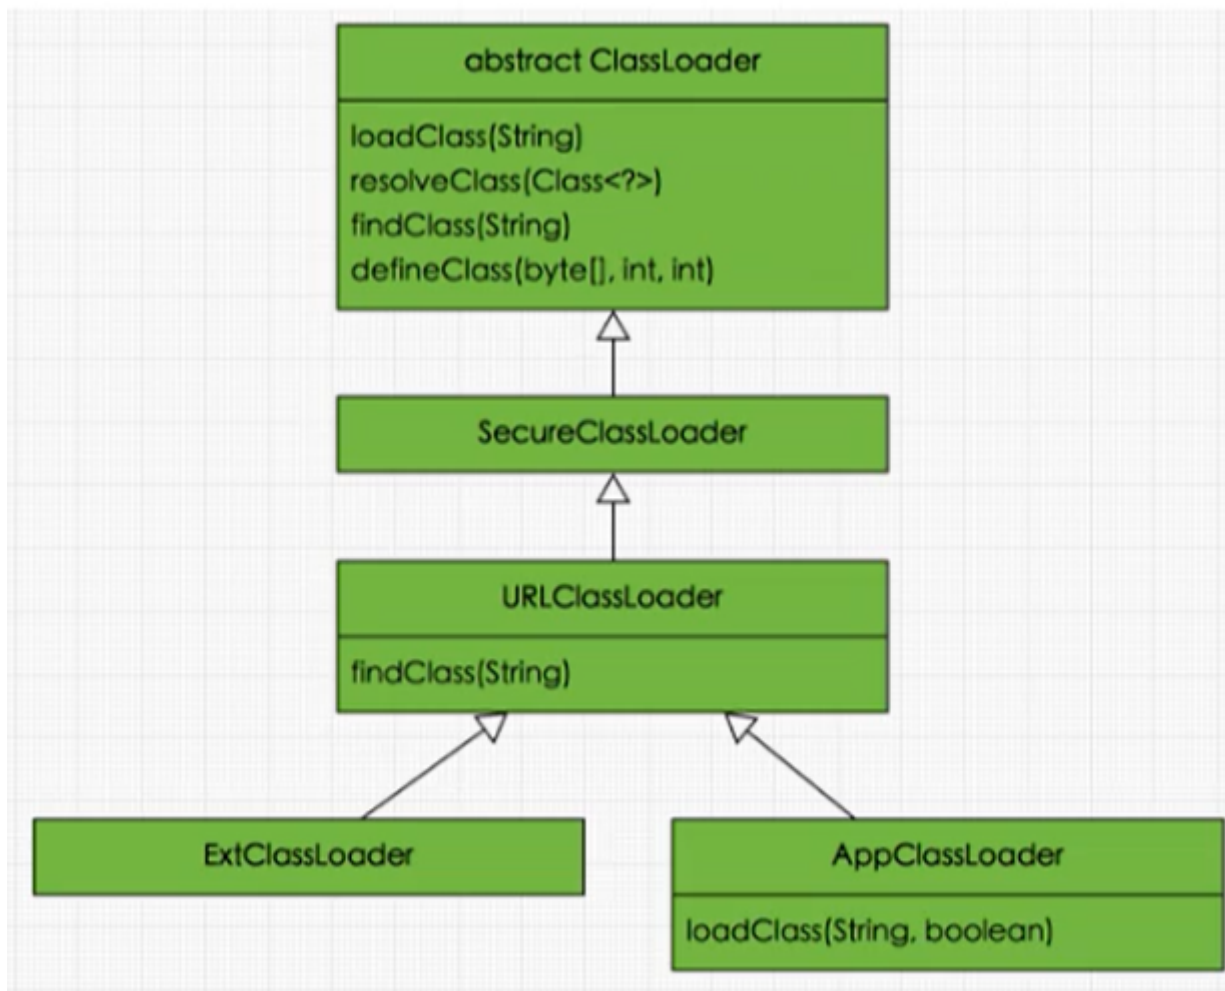 abstract ClassLoader
loadClass(String)
resolveClass(Class<?>)
findClass(String)
defineClass(byte[], int, int)
SecureClassLoader
URLClassLoader
findClass(String)
ExtClassLoader
AppClassLoader
loadClass(String, boolean)